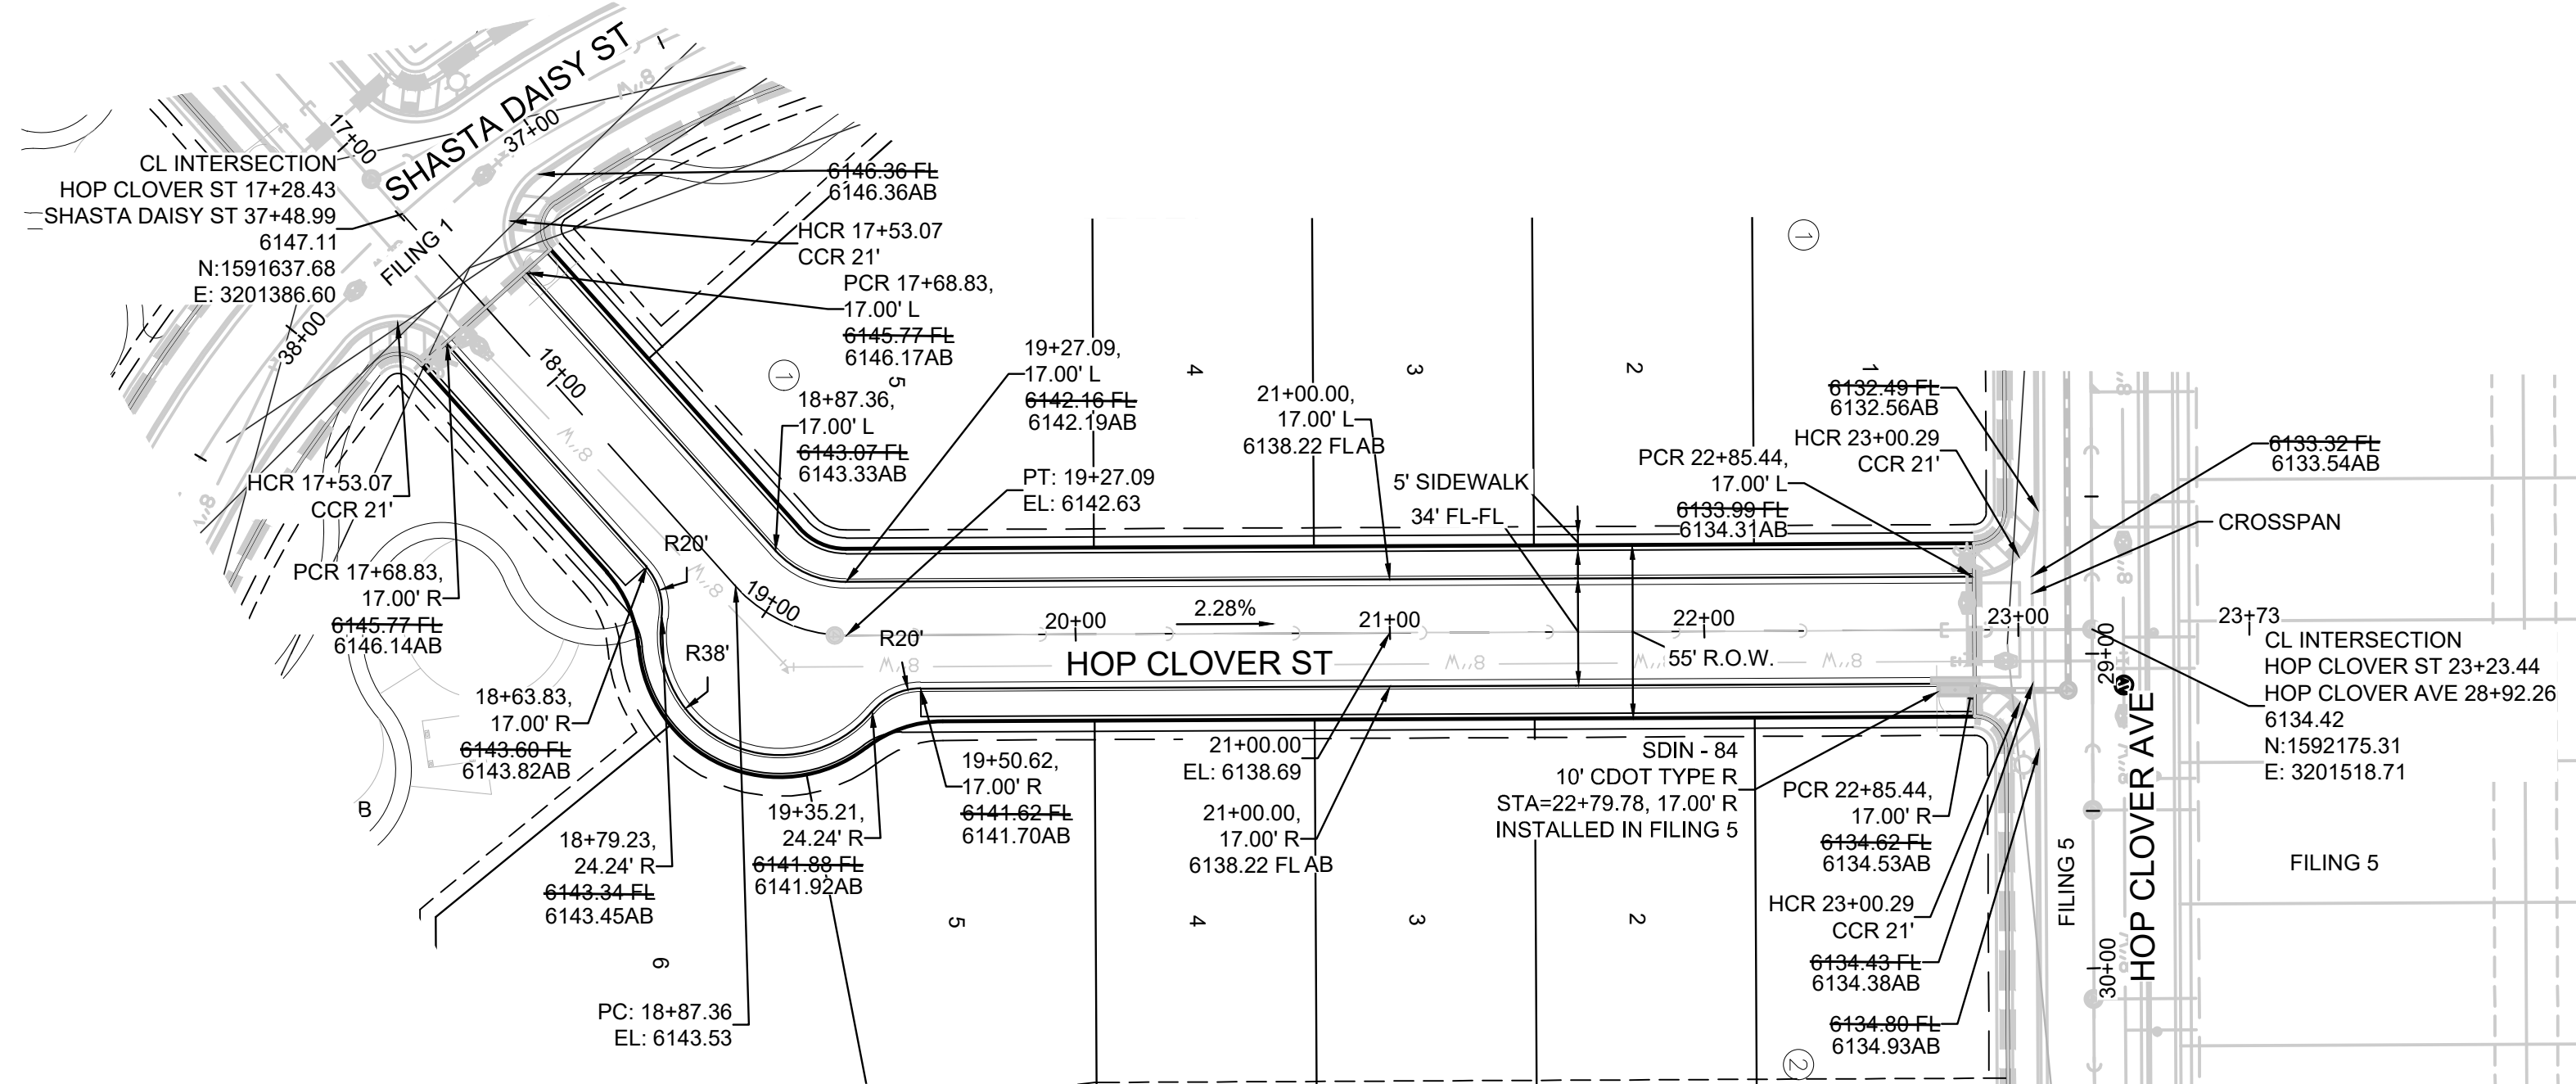 SHASTA DAISY ST
17+00
37+00
CL INTERSECTION
HOP CLOVER ST 17+28.43
SHASTA DAISY ST 37+48.99
6147.11
N:1591637.68
E: 3201386.60
FILING 1
38+00
18+00
6146.36 FL
6146.36AB
HCR 17+53.07
CCR 21'
PCR 17+68.83,
17.00' L
6145.77 FL
6146.17AB
1
5
18+87.36,
17.00' L
6143.07 FL
6143.33AB
19+27.09,
17.00' L
6142.16 FL
6142.19AB
PT: 19+27.09
EL: 6142.63
4
3
2
1
1
21+00.00,
17.00' L
6138.22 FLAB
5' SIDEWALK
34' FL-FL
PCR 22+85.44,
17.00' L
6133.99 FL
6134.31AB
6132.49 FL
6132.56AB
HCR 23+00.29
CCR 21'
6133.32 FL
6133.54AB
CROSSPAN
HCR 17+53.07
CCR 21'
PCR 17+68.83,
17.00' R
6145.77 FL
6146.14AB
8"W
8"W
8"W
8"W
8"W
R20'
R38'
R20'
19+00
20+00
2.28%
21+00
22+00
23+00
23+73
HOP CLOVER ST
8"W
8"W
8"W
8"W
55' R.O.W.
8"W
8"W
29+00
CL INTERSECTION
HOP CLOVER ST 23+23.44
HOP CLOVER AVE 28+92.26
6134.42
N:1592175.31
E: 3201518.71
18+63.83,
17.00' R
6143.60 FL
6143.82AB
B
18+79.23,
24.24' R
6143.34 FL
6143.45AB
19+35.21,
24.24' R
6141.88 FL
6141.92AB
19+50.62,
17.00' R
6141.62 FL
6141.70AB
21+00.00
EL: 6138.69
21+00.00,
17.00' R
6138.22 FL AB
SDIN - 84
10' CDOT TYPE R
STA=22+79.78, 17.00' R
INSTALLED IN FILING 5
PCR 22+85.44,
17.00' R
6134.62 FL
6134.53AB
HCR 23+00.29
CCR 21'
6134.43 FL
6134.38AB
6134.80 FL
6134.93AB
FILING 5
HOP CLOVER AVE
30+00
FILING 5
6
5
4
3
2
2
PC: 18+87.36
EL: 6143.53